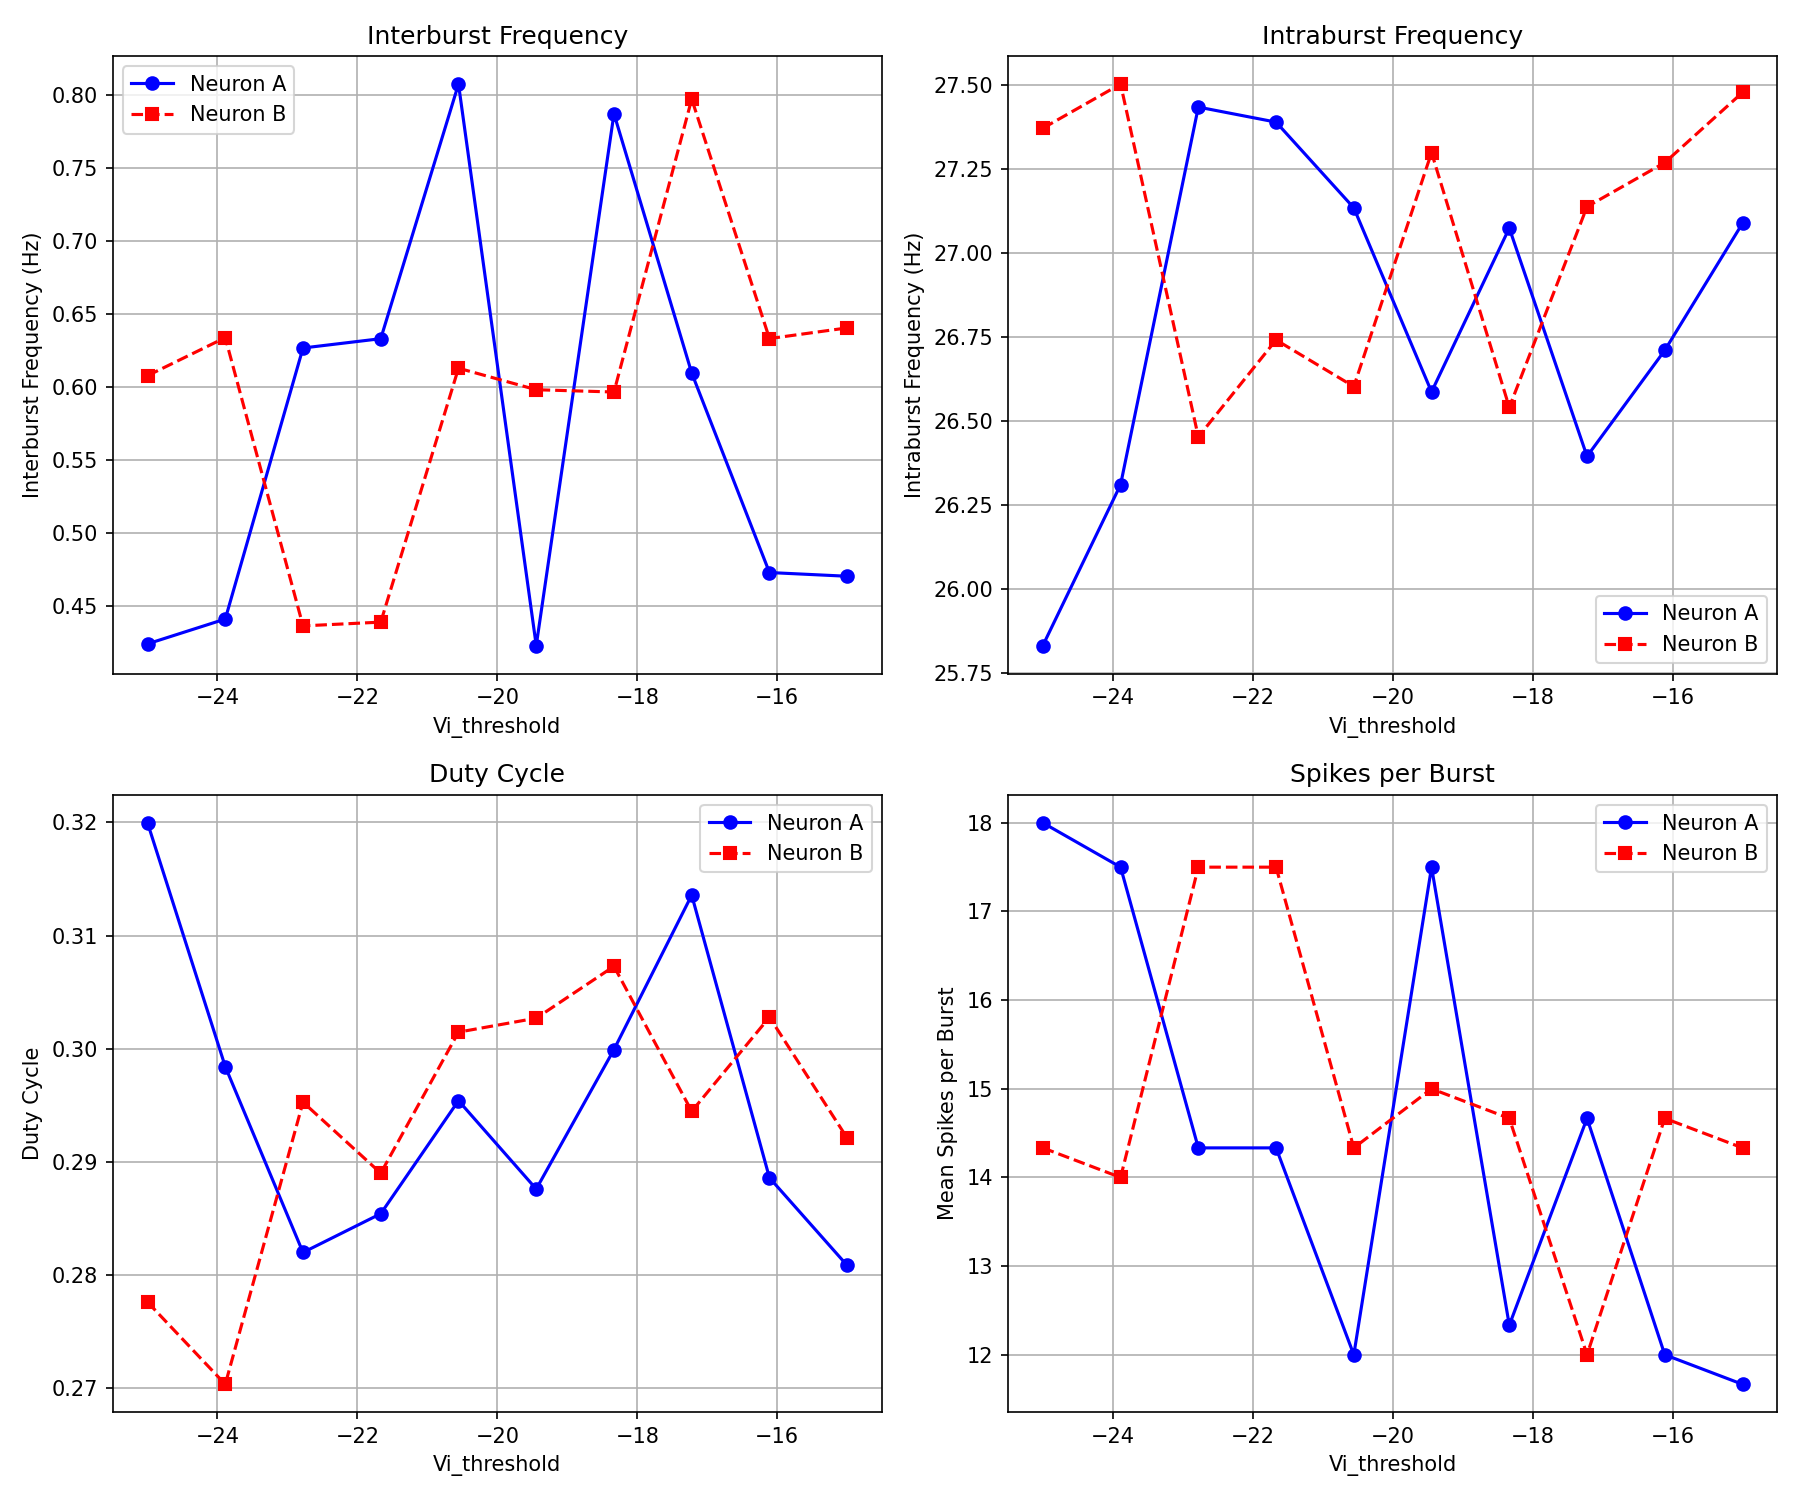 Interburst Frequency
Interburst Frequency (Hz)
0.80
0.75
0.70
0.65
0.60
0.55
0.50
0.45
Neuron A
Neuron B
−24
−22
−20
−18
−16
Vi_threshold
Intraburst Frequency
Intraburst Frequency (Hz)
27.50
27.25
27.00
26.75
26.50
26.25
26.00
25.75
Neuron A
Neuron B
−24
−22
−20
−18
−16
Vi_threshold
Duty Cycle
Duty Cycle
0.32
0.31
0.30
0.29
0.28
0.27
Neuron A
Neuron B
−24
−22
−20
−18
−16
Vi_threshold
Spikes per Burst
Mean Spikes per Burst
18
17
16
15
14
13
12
Neuron A
Neuron B
−24
−22
−20
−18
−16
Vi_threshold